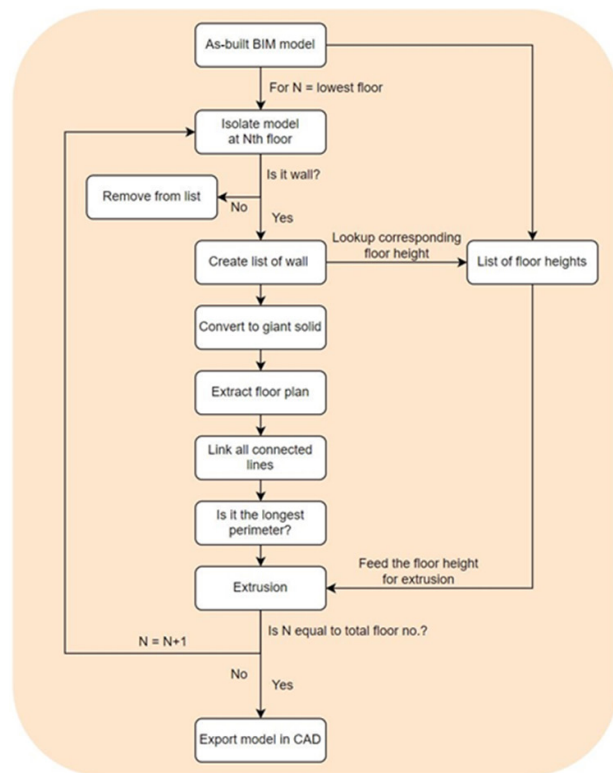 As-built BIM model
For N = lowest floor
Isolate model
at Nth floor
Is it wall?
Remove from list
No
Yes
Lookup corresponding
floor height
Create list of wall
List of floor heights
Convert to giant solid
Extract floor plan
Link all connected
lines
Is it the longest
perimeter?
Feed the floor height
for extrusion
Extrusion
Is N equal to total floor no.?
N = N+1
No
Yes
Export model in CAD